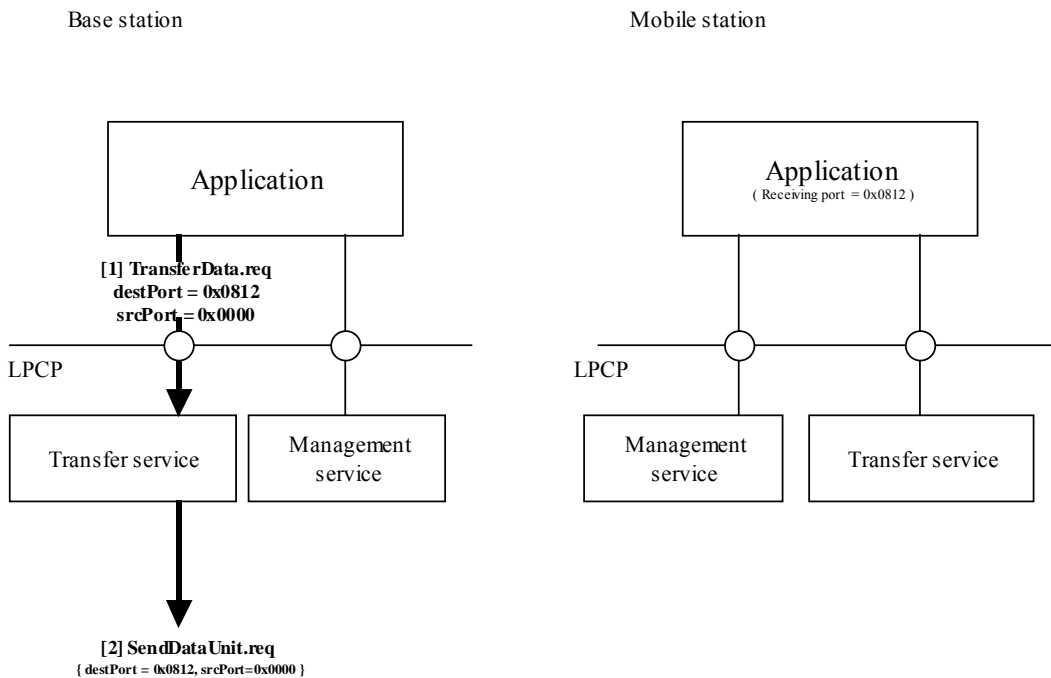 Base station
Mobile station
Application
Application
( Receiving port = 0x0812 )
[1] TransferData.req
destPort = 0x0812
srcPort = 0x0000
LPCP
LPCP
Transfer service
Management
service
Management
service
Transfer service
[2] SendDataUnit.req
{ destPort = 0x0812, srcPort=0x0000 }